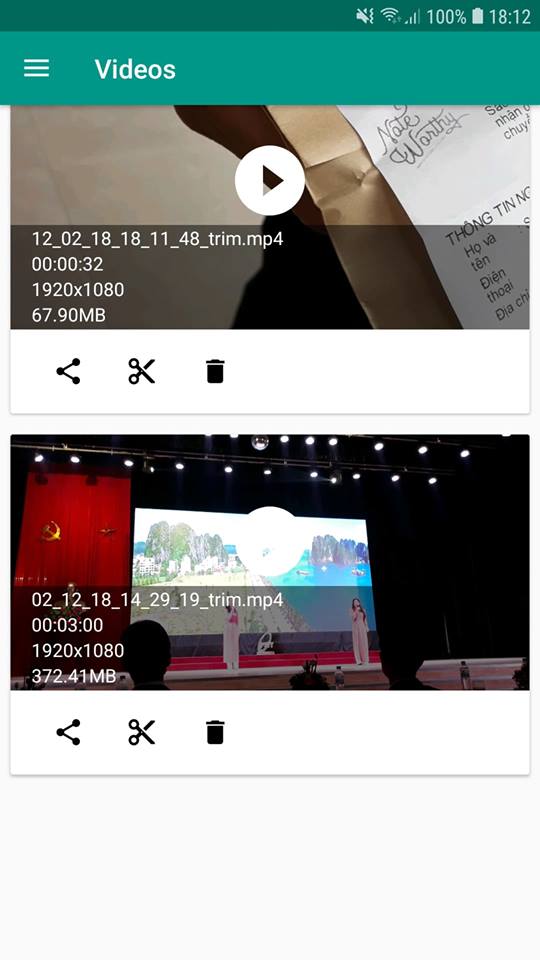 100% 18:12
Videos
Note
Worthy
nhận
THÔNG TIN
Họ và
tên
Điện
thoại
Địa chỉ
12_02_18_18_11_48_trim.mp4
00:00:32
1920x1080
67.90MB
02_12_18_14_29_19_trim.mp4
00:03:00
1920x1080
372.41MB